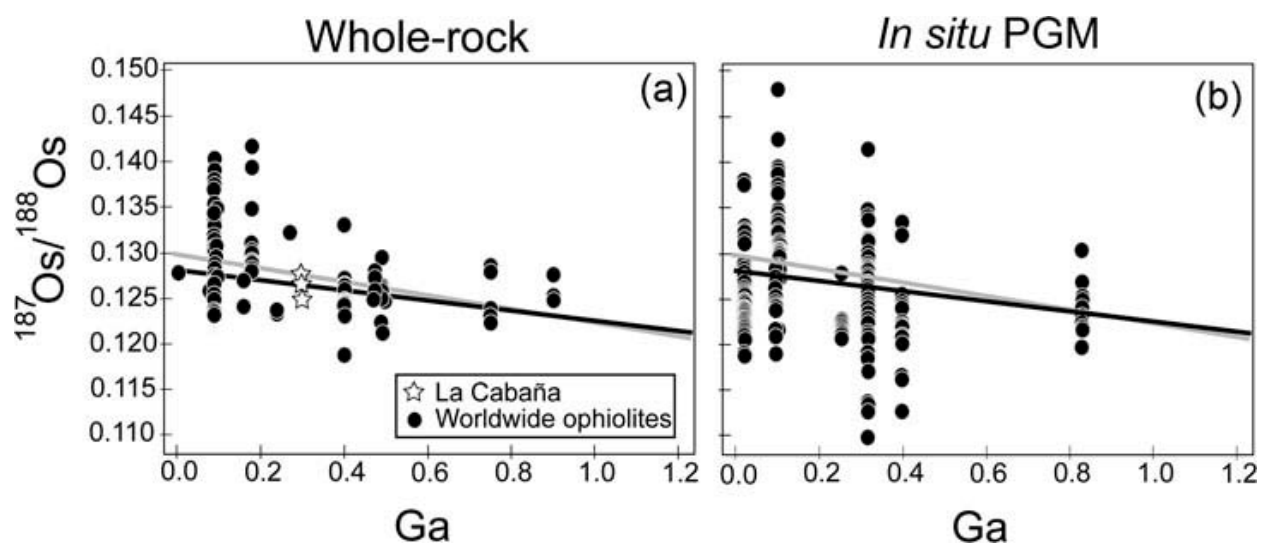 Whole-rock
In situ PGM
(a)
(b)
187Os/188Os
0.150
0.145
0.140
0.135
0.130
0.125
0.120
0.115
0.110
La Cabaña
Worldwide ophiolites
0.0 0.2 0.4 0.6 0.8 1.0 1.2
0.0 0.2 0.4 0.6 0.8 1.0 1.2
Ga
Ga